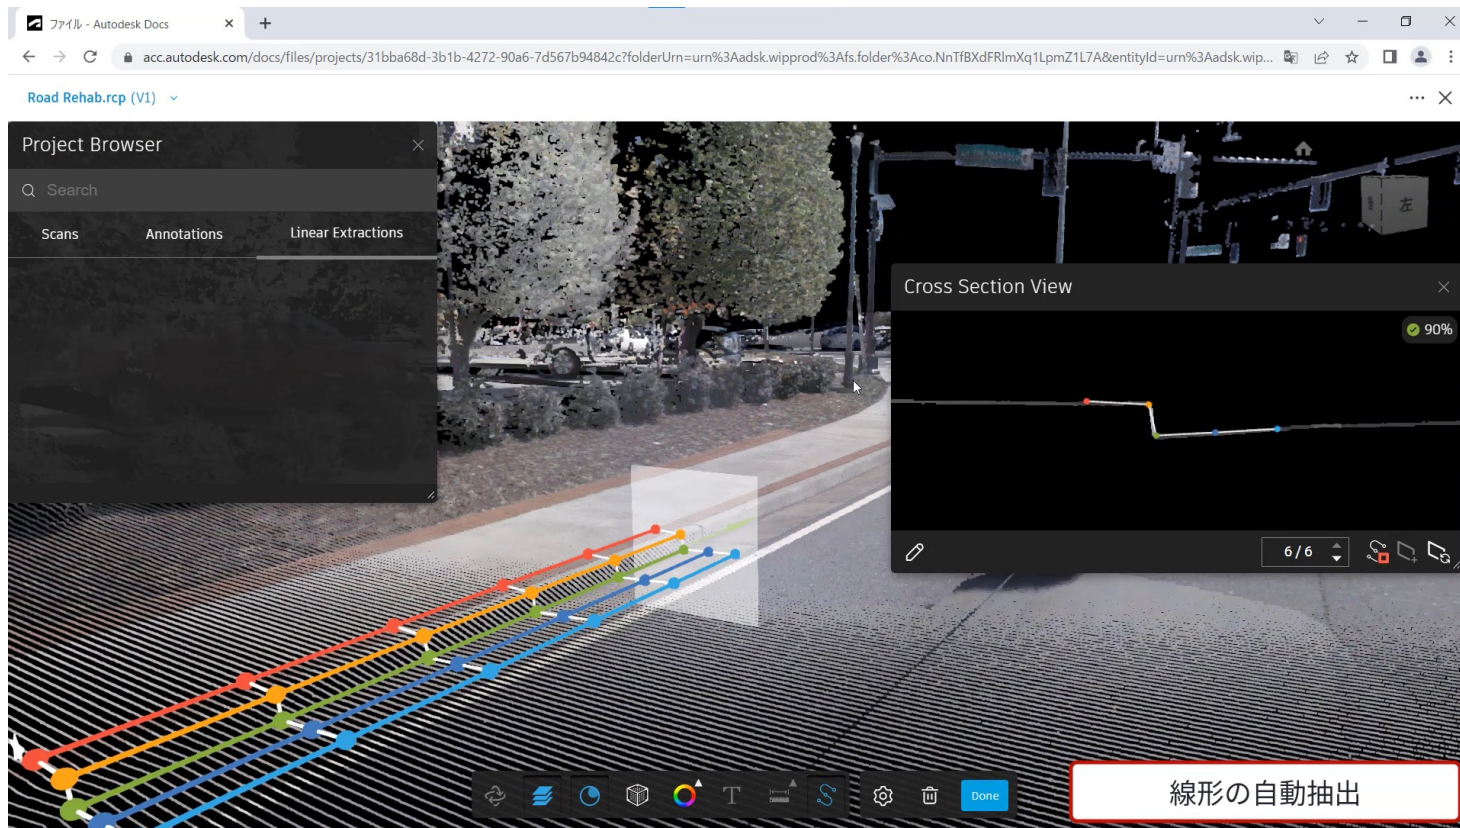 ファイル - Autodesk Docs
acc.autodesk.com/docs/files/projects/31bba68d-3b1b-4272-90a6-7d567b94842c?folderUrn=urn%3Aadsk.wipprod%3Afs.folder%3Aco.NnTfBXdFRlmXq1LpmZ1L7A&entityId=urn%3Aadsk.wip...
Road Rehab.rcp (V1)
Project Browser
Search
Scans Annotations Linear Extractions
左
Cross Section View
90%
6 / 6
T
Done
線形の自動抽出